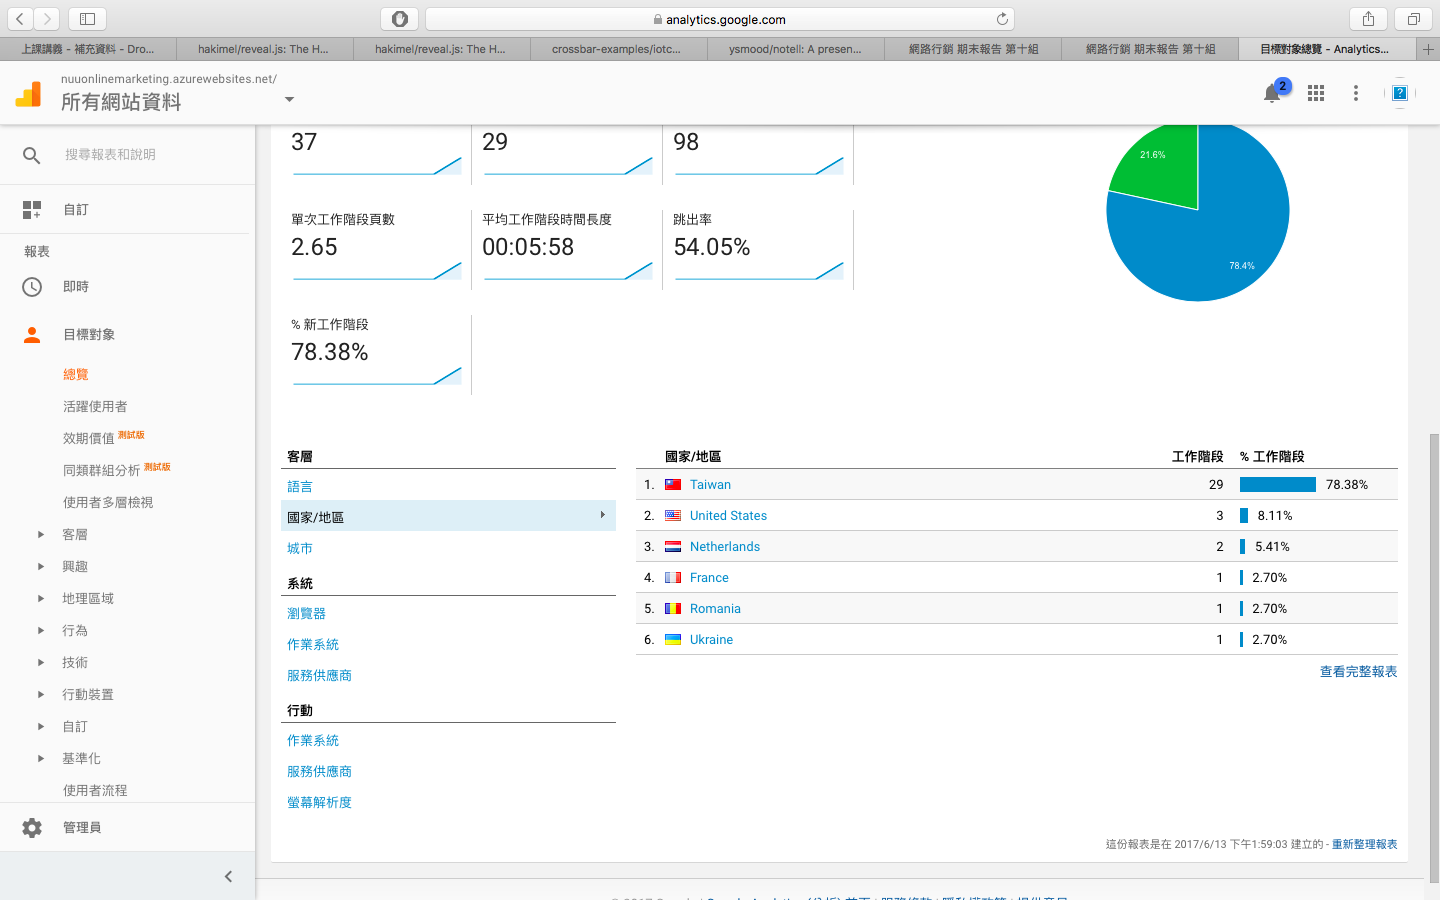 analytics.google.com
上課講義 - 補充資料 - Dro...
hakimel/reveal.js: The H...
hakimel/reveal.js: The H...
crossbar-examples/iotc...
ysmood/notell: A presen...
網路行銷 期末報告 第十組
網路行銷 期末報告 第十組
目標對象總覽 - Analytics...
nuuonlinemarketing.azurewebsites.net/
所有網站資料
2
搜尋報表和說明
自訂
報表
即時
目標對象
總覽
活躍使用者
效期價值 測試版
同類群組分析 測試版
使用者多層檢視
客層
興趣
地理區域
行為
技術
行動裝置
自訂
基準化
使用者流程
管理員
37
29
98
單次工作階段頁數
2.65
平均工作階段時間長度
00:05:58
跳出率
54.05%
% 新工作階段
78.38%
21.6%
78.4%
客層
語言
國家/地區
城市
系統
瀏覽器
作業系統
服務供應商
行動
作業系統
服務供應商
螢幕解析度
國家/地區 工作階段 % 工作階段
1. Taiwan 29 78.38%
2. United States 3 8.11%
3. Netherlands 2 5.41%
4. France 1 2.70%
5. Romania 1 2.70%
6. Ukraine 1 2.70%
查看完整報表
這份報表是在 2017/6/13 下午1:59:03 建立的 - 重新整理報表